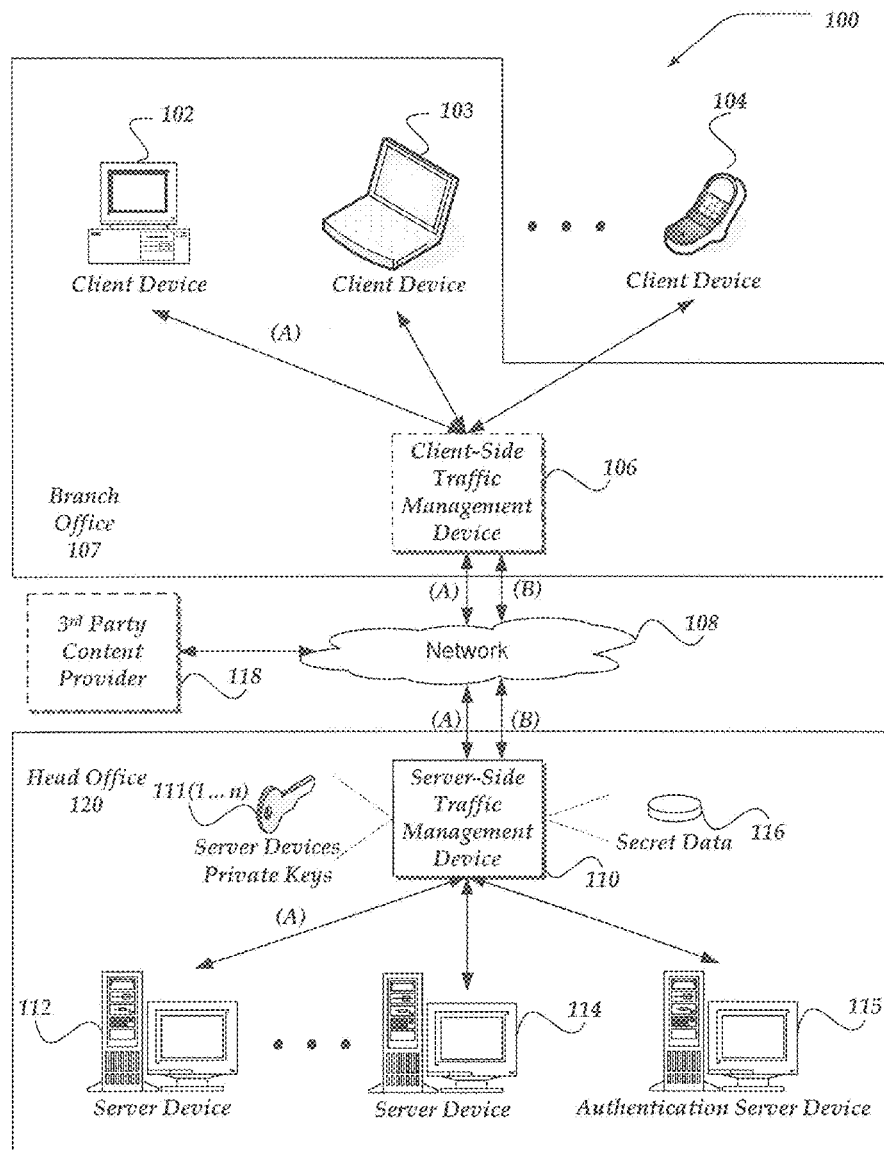 100
102
103
104
Client Device
Client Device
Client Device
(A)
Client-Side
Traffic
Management
Device
106
Branch
Office
107
(A)
(B)
3rd Party
Content
Provider
118
Network
108
(A)
(B)
Head Office
120
111(1...n)
Server Devices
Private Keys
Server-Side
Traffic
Management
Device
110
Secret Data
116
(A)
112
114
115
Server Device
Server Device
Authentication Server Device